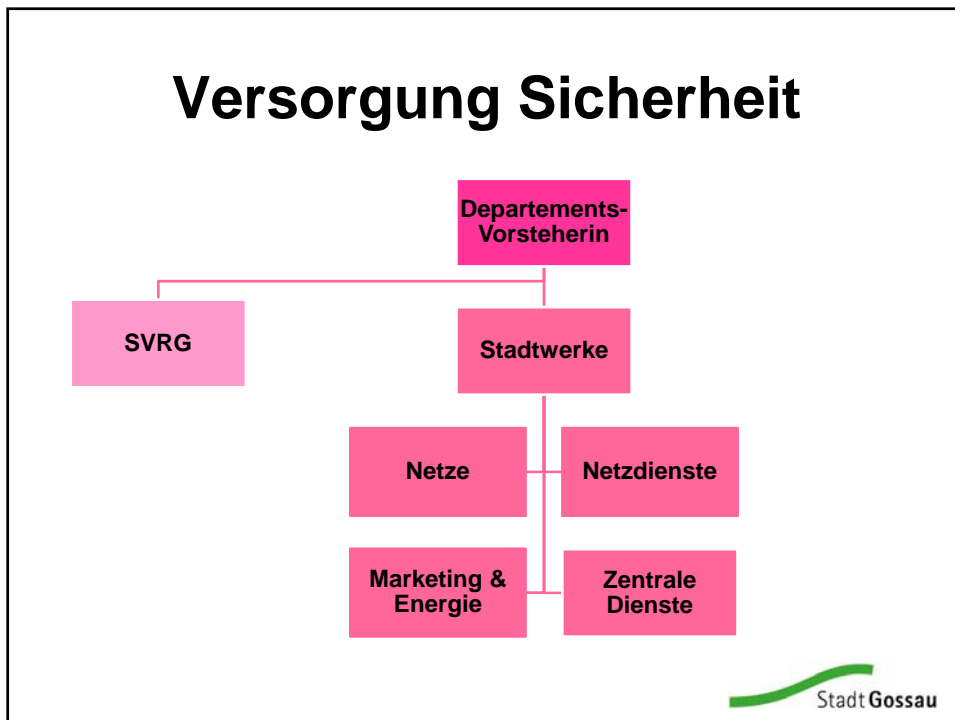 Versorgung Sicherheit
Departements-
Vorsteherin
SVRG
Stadtwerke
Netze
Netzdienste
Marketing &
Energie
Zentrale
Dienste
Stadt Gossau